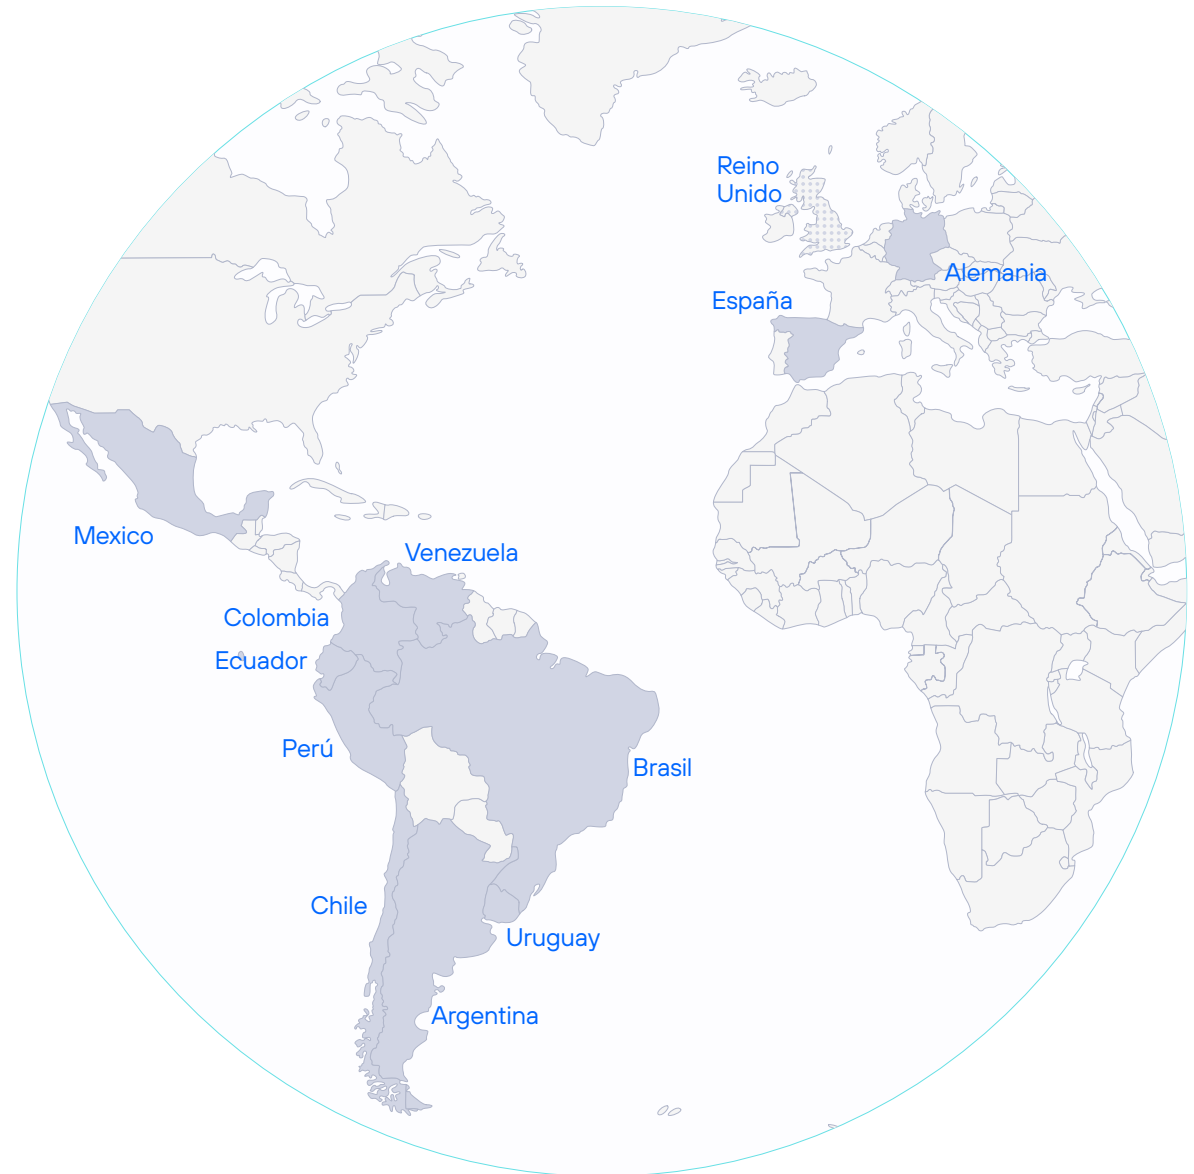 Reino
Unido
Alemania
España
Mexico
Venezuela
Colombia
Ecuador
Perú
Brasil
Chile
Uruguay
Argentina